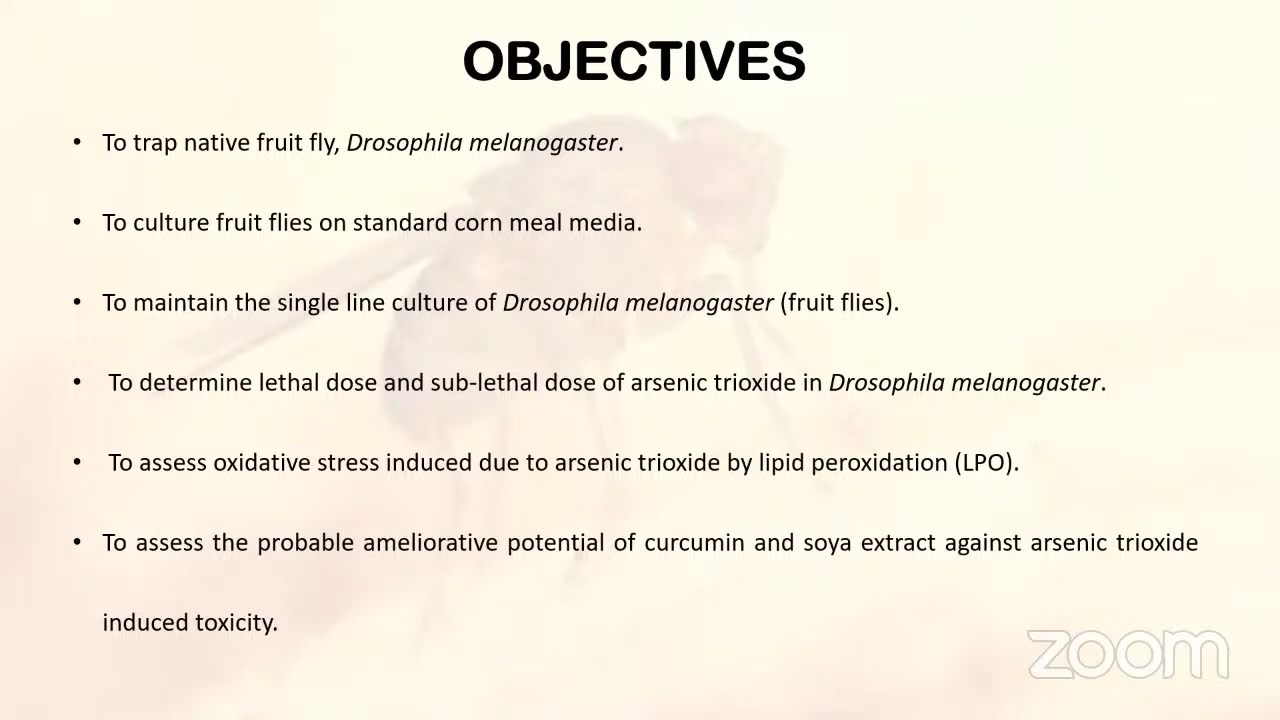 OBJECTIVES
• To trap native fruit fly, Drosophila melanogaster.
• To culture fruit flies on standard corn meal media.
• To maintain the single line culture of Drosophila melanogaster (fruit flies).
• To determine lethal dose and sub-lethal dose of arsenic trioxide in Drosophila melanogaster.
• To assess oxidative stress induced due to arsenic trioxide by lipid peroxidation (LPO).
• To assess the probable ameliorative potential of curcumin and soya extract against arsenic trioxide
induced toxicity.
zoom